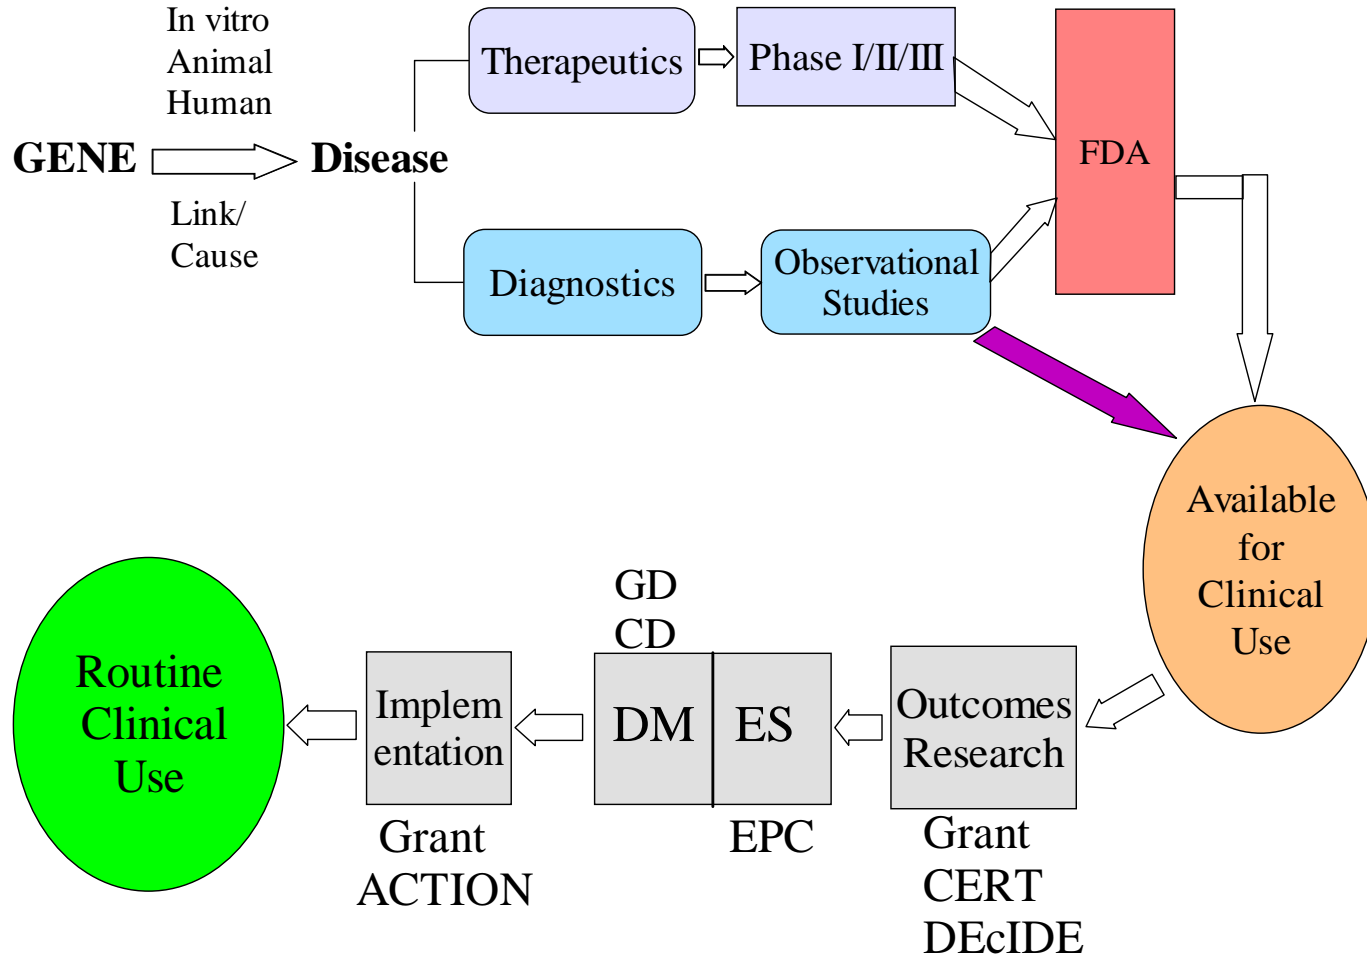 In vitro
Animal
Human
GENE
Link/
Cause
Disease
Therapeutics
Phase I/II/III
FDA
Diagnostics
Observational
Studies
Available
for
Clinical
Use
Outcomes
Research
Grant
CERT
DEcIDE
GD
CD
DM
ES
EPC
Implem
entation
Grant
ACTION
Routine
Clinical
Use